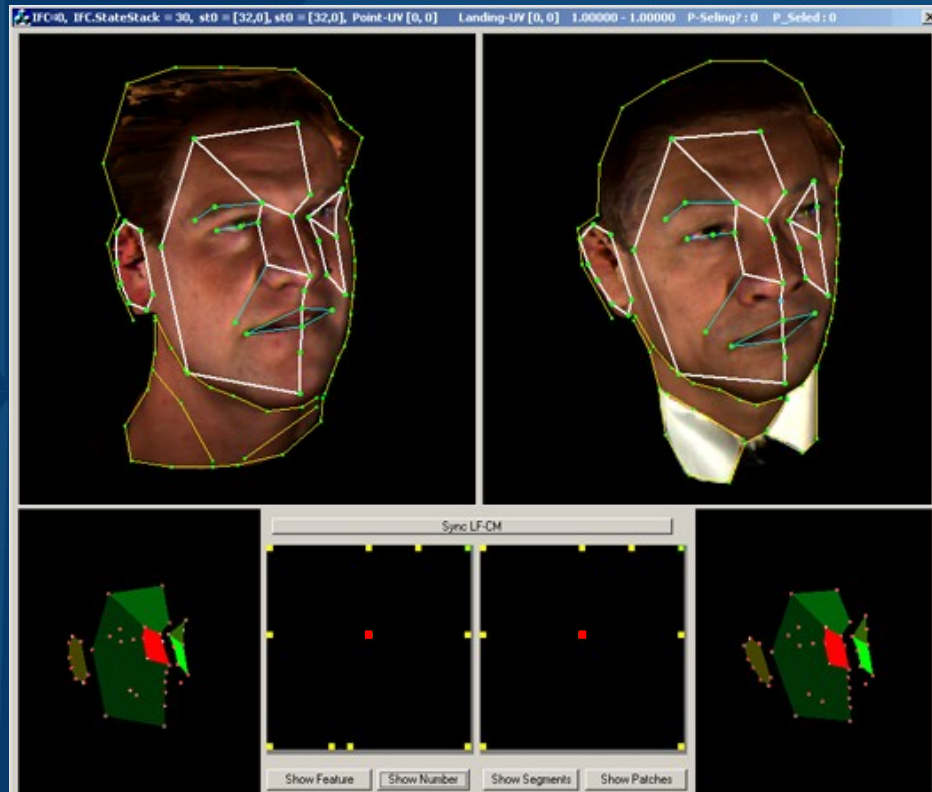 IFC=0, IFC.StateStack = 30, st0 = [32,0], st0 = [32,0], Point-UV [0, 0] Landing-UV [0, 0] 1.00000 - 1.00000 P-Seling? : 0 P_Seled : 0
Sync LF-CM
Show Feature Show Number Show Segments Show Patches